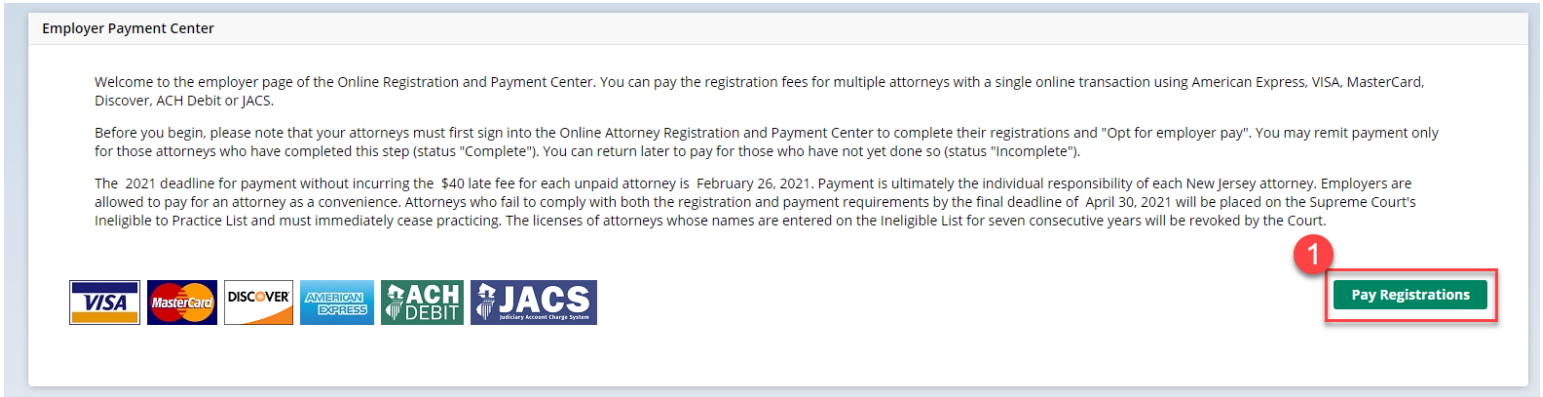 Employer Payment Center
Welcome to the employer page of the Online Registration and Payment Center. You can pay the registration fees for multiple attorneys with a single online transaction using American Express, VISA, MasterCard,
Discover, ACH Debit or JACS.
Before you begin, please note that your attorneys must first sign into the Online Attorney Registration and Payment Center to complete their registrations and "Opt for employer pay". You may remit payment only
for those attorneys who have completed this step (status "Complete"). You can return later to pay for those who have not yet done so (status "Incomplete").
The 2021 deadline for payment without incurring the $40 late fee for each unpaid attorney is February 26, 2021. Payment is ultimately the individual responsibility of each New Jersey attorney. Employers are
allowed to pay for an attorney as a convenience. Attorneys who fail to comply with both the registration and payment requirements by the final deadline of April 30, 2021 will be placed on the Supreme Court's
Ineligible to Practice List and must immediately cease practicing. The licenses of attorneys whose names are entered on the Ineligible List for seven consecutive years will be revoked by the Court.
1
VISA
MasterCard
DISCOVER
AMERICAN
EXPRESS
ACH
DEBIT
JACS
Judiciary Account Charge System
Pay Registrations